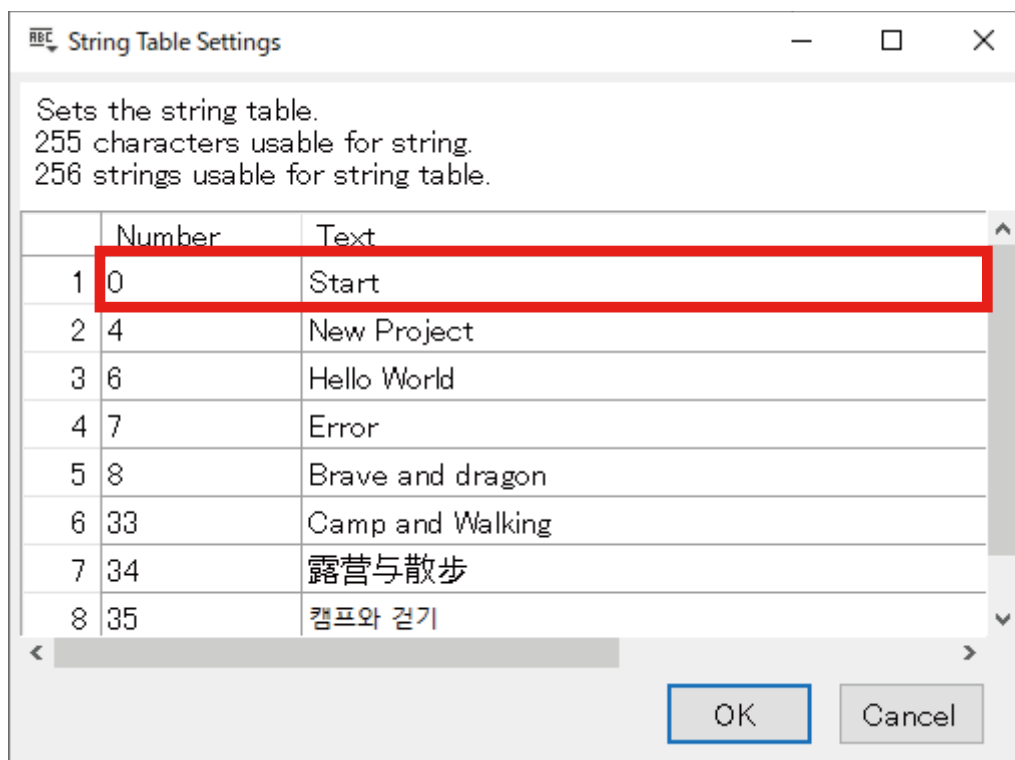 String Table Settings
Sets the string table.
255 characters usable for string.
256 strings usable for string table.
Number Text
1 0 Start
2 4 New Project
3 6 Hello World
4 7 Error
5 8 Brave and dragon
6 33 Camp and Walking
7 34 露营与散步
8 35 캠프와 걷기
OK Cancel